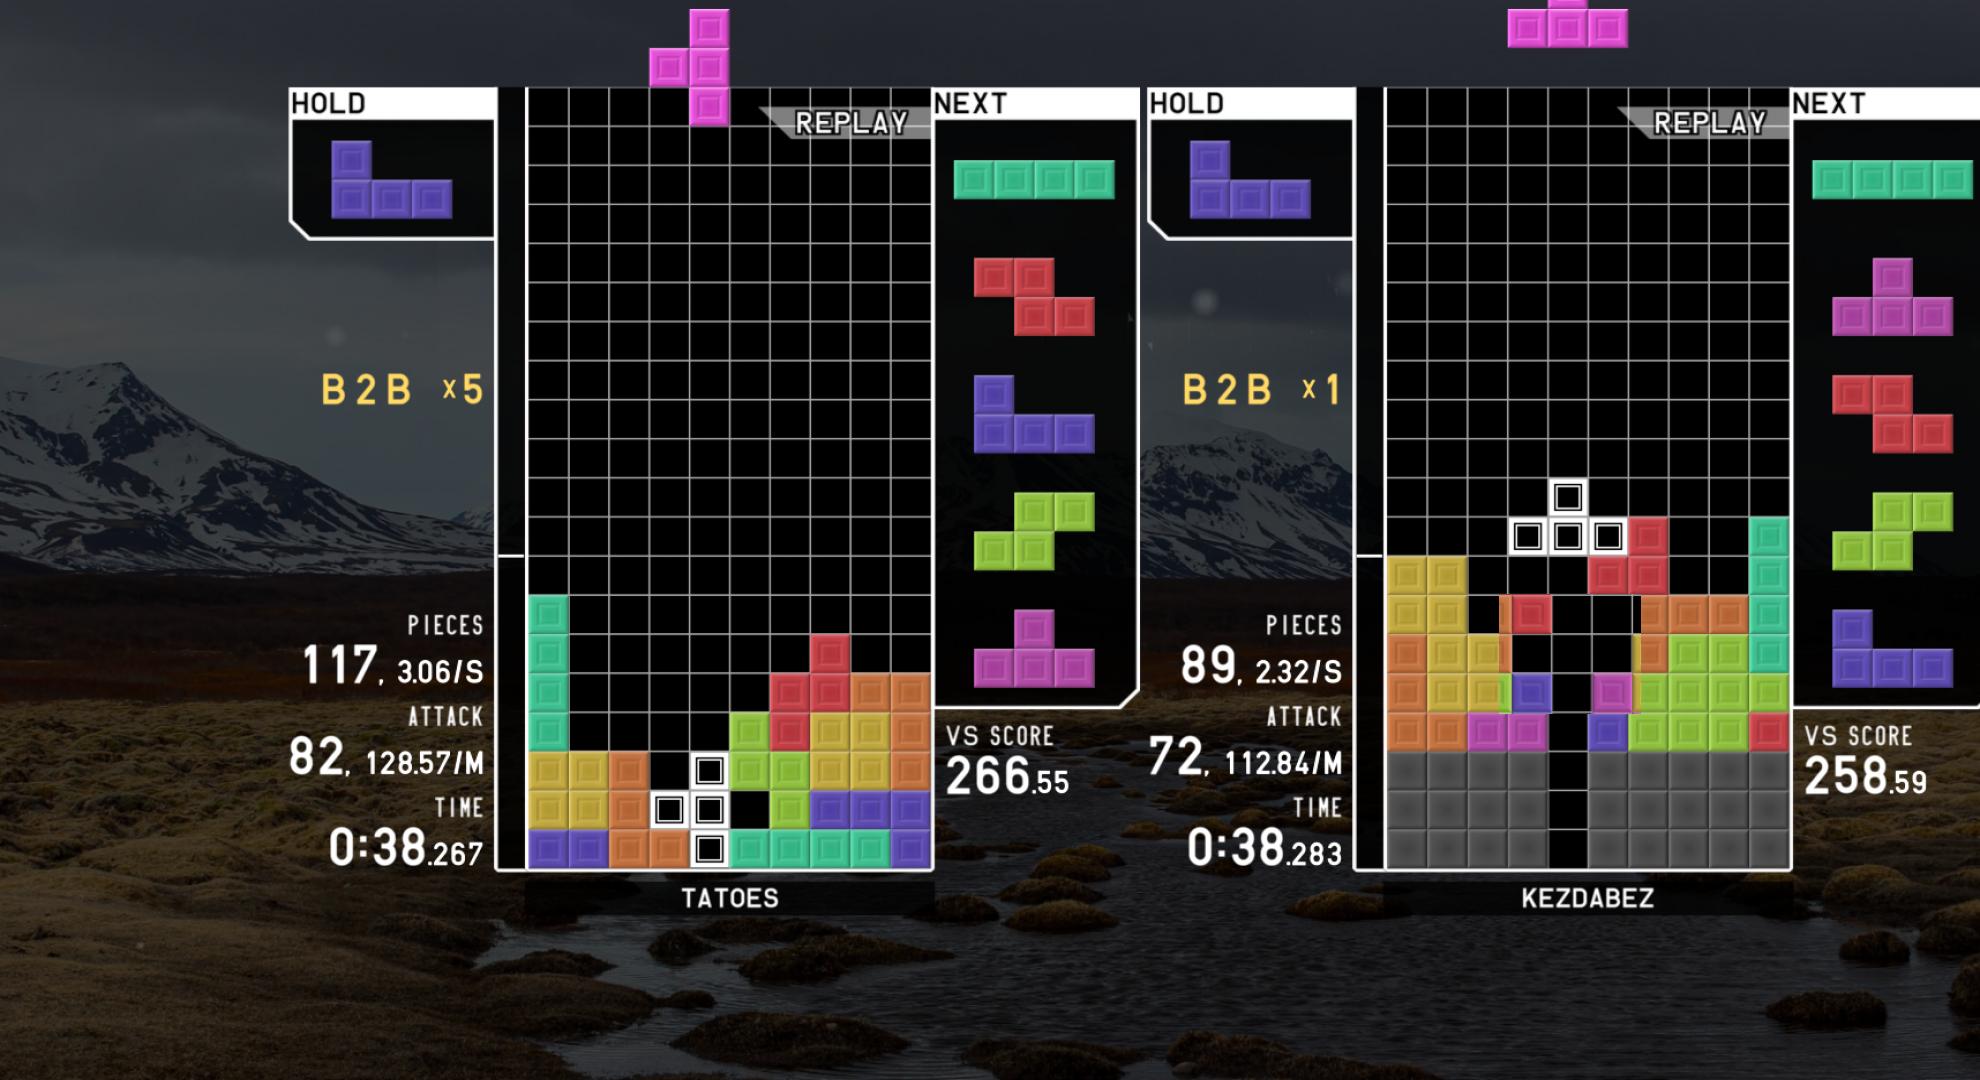 HOLD
REPLAY
NEXT
B2B ×5
PIECES
117, 3.06/S
ATTACK
82, 128.57/M
TIME
0:38.267
VS SCORE
266.55
TATOES
HOLD
REPLAY
NEXT
B2B ×1
PIECES
89, 2.32/S
ATTACK
72, 112.84/M
TIME
0:38.283
VS SCORE
258.59
KEZDABEZ